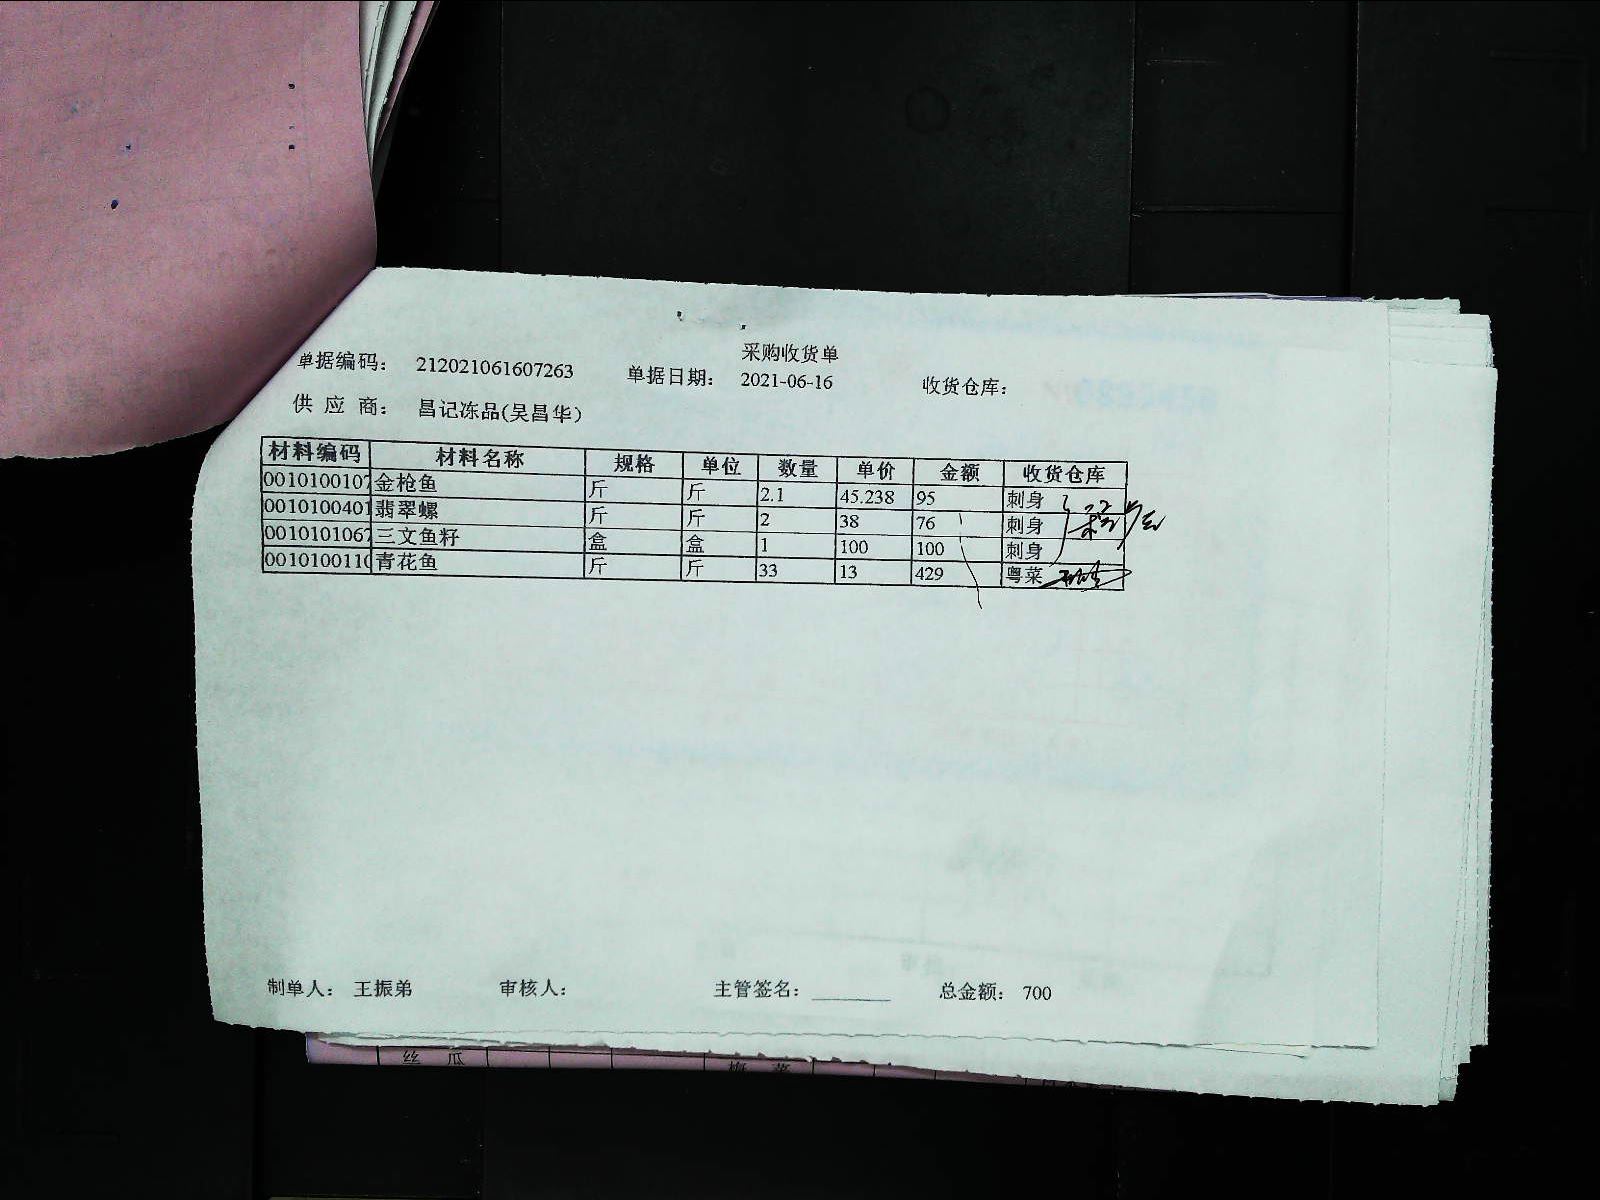 采购收货单
单据编码： 212021061607263 单据日期： 2021-06-16 收货仓库：
供 应 商： 昌记冻品(吴昌华)
材料编码 材料名称 规格 单位 数量 单价 金额 收货仓库
0010100107 金枪鱼 斤 斤 2.1 45.238 95 刺身
0010100401 翡翠螺 斤 斤 2 38 76 刺身
0010101067 三文鱼籽 盒 盒 1 100 100 刺身
001010011 青花鱼 斤 斤 33 13 429 粤菜
制单人： 王振弟 审核人： 主管签名： 总金额： 700
丝 瓜